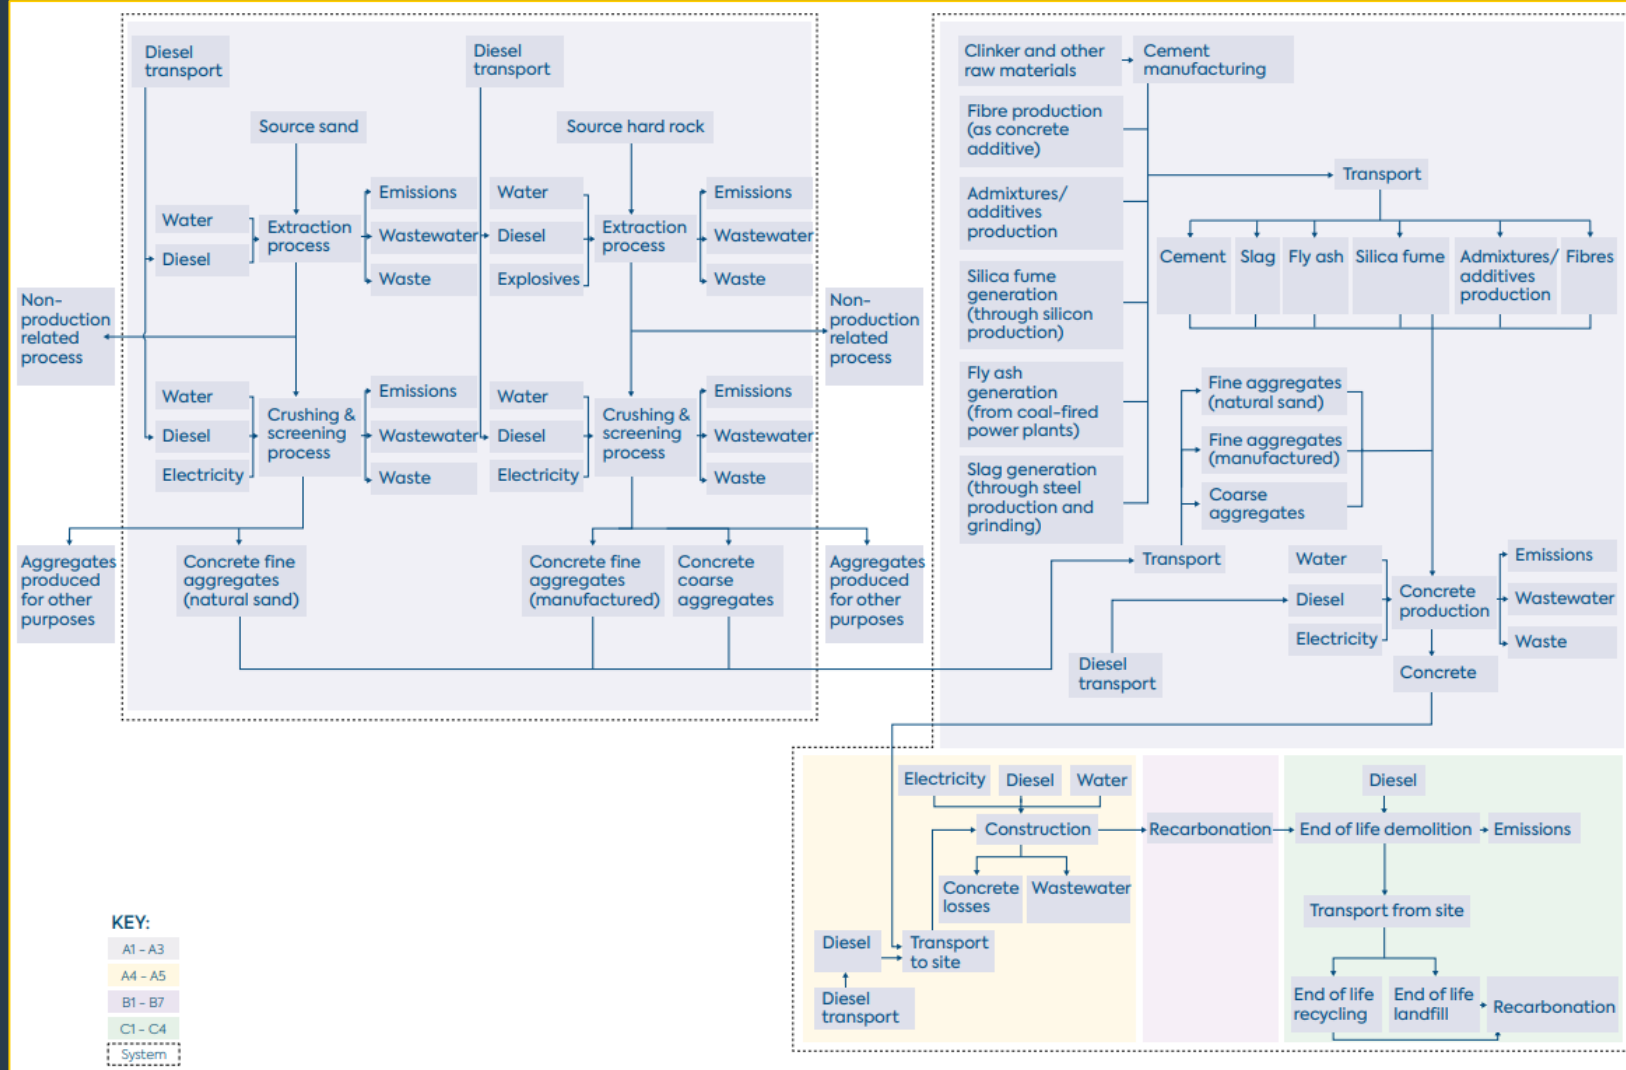 Diesel
transport
Diesel
transport
Source sand
Source hard rock
Water
Diesel
Extraction
process
Emissions
Wastewater
Waste
Water
Diesel
Explosives
Extraction
process
Emissions
Wastewater
Waste
Non-
production
related
process
Non-
production
related
process
Water
Diesel
Electricity
Crushing &
screening
process
Emissions
Wastewater
Waste
Water
Diesel
Electricity
Crushing &
screening
process
Emissions
Wastewater
Waste
Aggregates
produced
for other
purposes
Concrete fine
aggregates
(natural sand)
Concrete fine
aggregates
(manufactured)
Concrete
coarse
aggregates
Aggregates
produced
for other
purposes
Clinker and other
raw materials
Cement
manufacturing
Fibre production
(as concrete
additive)
Admixtures/
additives
production
Silica fume
generation
(through silicon
production)
Fly ash
generation
(from coal-fired
power plants)
Slag generation
(through steel
production and
grinding)
Transport
Cement
Slag
Fly ash
Silica fume
Admixtures/
additives
production
Fibres
Fine aggregates
(natural sand)
Fine aggregates
(manufactured)
Coarse
aggregates
Transport
Water
Diesel
Electricity
Concrete
production
Emissions
Wastewater
Waste
Diesel
transport
Concrete
Electricity
Diesel
Water
Construction
Concrete
losses
Wastewater
Diesel
Transport
to site
Diesel
transport
Recarbonation
Diesel
End of life demolition
Emissions
Transport from site
End of life
recycling
End of life
landfill
Recarbonation
KEY:
A1 - A3
A4 - A5
B1 - B7
C1 - C4
System